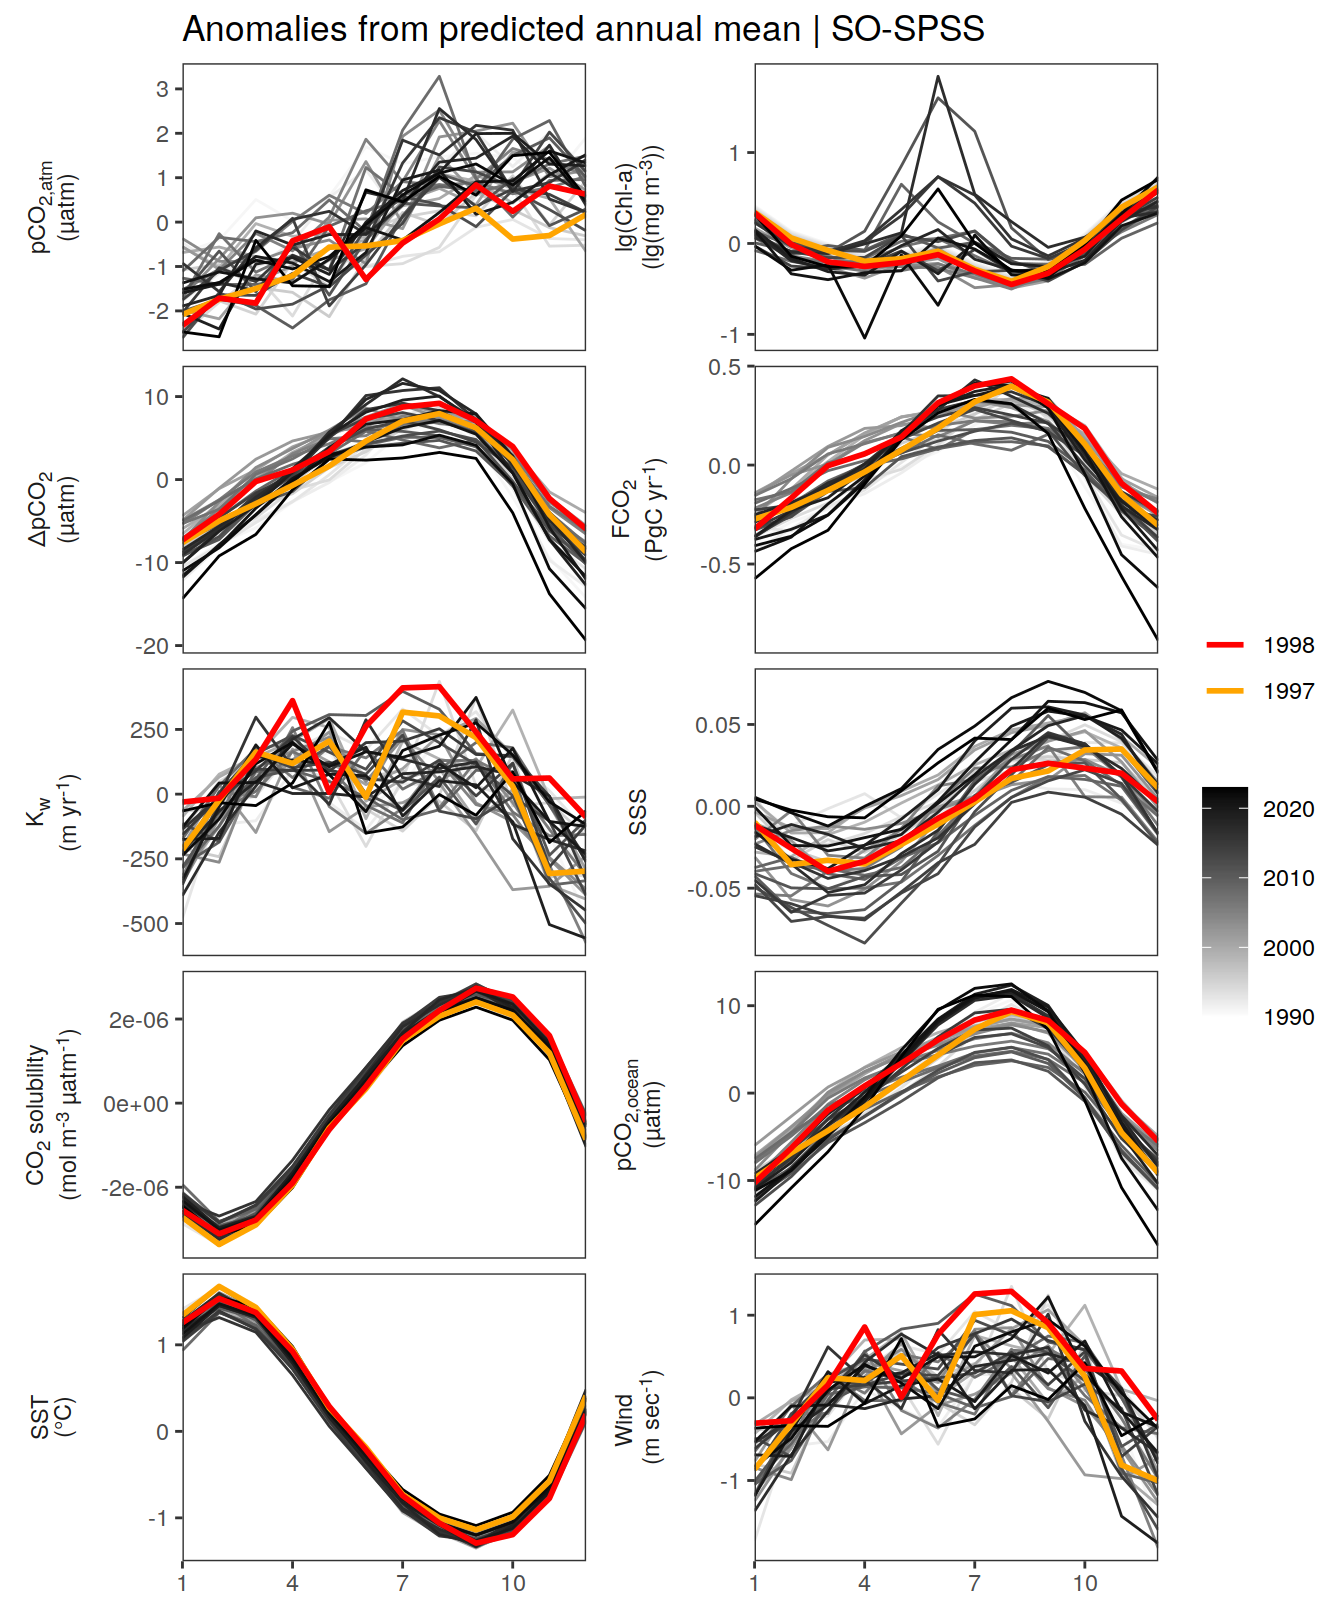 Anomalies from predicted annual mean | SO-SPSS
pCO2,atm
(µatm)
3
2
1
0
-1
-2
lg(Chl-a)
(lg(mg m-3))
1
0
-1
ΔpCO2
(µatm)
10
0
-10
-20
FCO2
(PgC yr-1)
0.5
0.0
-0.5
Kw
(m yr-1)
250
0
-250
-500
SSS
0.05
0.00
-0.05
CO2 solubility
(mol m-3 µatm-1)
2e-06
0e+00
-2e-06
pCO2,ocean
(µatm)
10
0
-10
SST
(°C)
1
0
-1
1
4
7
10
Wind
(m sec-1)
1
0
-1
1
4
7
10
1998
1997
2020
2010
2000
1990